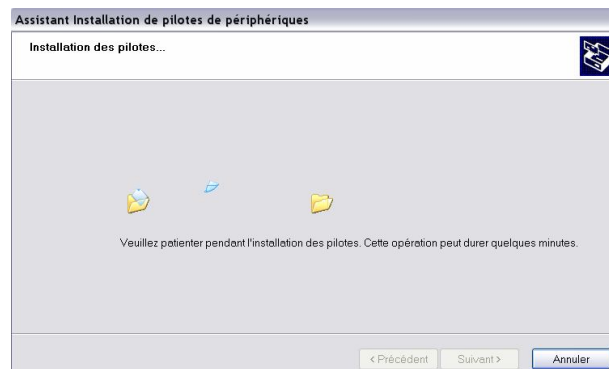 Assistant Installation de pilotes de périphériques
Installation des pilotes...
Veuillez patienter pendant l'installation des pilotes. Cette opération peut durer quelques minutes.
< Précédent
Suivant >
Annuler